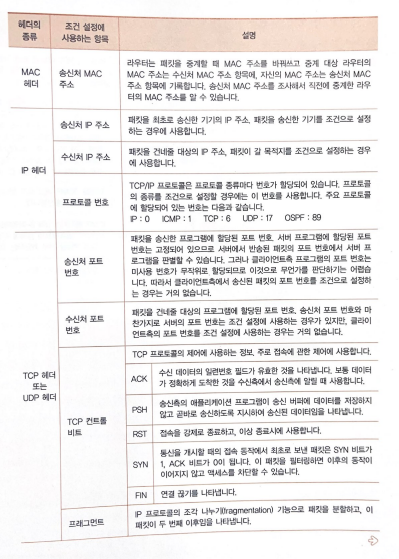 헤더의
종류
조건 설정에
사용하는 항목
설명
MAC
헤더
송신처 MAC
주소
라우터는 패킷을 중계할 때 MAC 주소를 바꿔쓰고 중계 대상 라우터의
MAC 주소는 수신처 MAC 주소 항목에, 자신의 MAC 주소는 송신처 MAC
주소 항목에 기록합니다. 송신처 MAC 주소를 조사해서 직전에 중계한 라우
터의 MAC 주소를 알 수 있습니다.
IP 헤더
송신처 IP 주소
패킷을 최초로 송신한 기기의 IP 주소. 패킷을 송신한 기기를 조건으로 설정
하는 경우에 사용합니다.
수신처 IP 주소
패킷을 건네줄 대상의 IP 주소, 패킷이 갈 목적지를 조건으로 설정하는 경우
에 사용합니다.
프로토콜 번호
TCP/IP 프로토콜은 프로토콜 종류마다 번호가 할당되어 있습니다. 프로토콜
의 종류를 조건으로 설정할 경우에는 이 번호를 사용합니다. 주요 프로토콜
에 할당되어 있는 번호는 다음과 같습니다.
IP : 0 ICMP : 1 TCP : 6 UDP : 17 OSPF : 89
TCP 헤더
또는
UDP 헤더
송신처 포트
번호
패킷을 송신한 프로그램에 할당된 포트 번호. 서버 프로그램에 할당된 포트
번호는 고정되어 있으므로 서버에서 반송된 패킷의 포트 번호에서 서버 프
로그램을 판별할 수 있습니다. 그러나 클라이언트측 프로그램의 포트 번호는
미사용 번호가 무작위로 할당되므로 이것으로 무언가를 판단하기는 어렵습
니다. 따라서 클라이언트측에서 송신된 패킷의 포트 번호를 조건으로 설정하
는 경우는 거의 없습니다.
수신처 포트
번호
패킷을 건네줄 대상의 프로그램에 할당된 포트 번호. 송신처 포트 번호와 마
찬가지로 서버의 포트 번호는 조건 설정에 사용하는 경우가 있지만, 클라이
언트측의 포트 번호를 조건 설정에 사용하는 경우는 거의 없습니다.
TCP 컨트롤
비트
TCP 프로토콜의 제어에 사용하는 정보. 주로 접속에 관한 제어에 사용합니다.
ACK
수신 데이터의 일련번호 필드가 유효한 것을 나타냅니다. 보통 데이터
가 정확하게 도착한 것을 수신측에서 송신측에 알릴 때 사용합니다.
PSH
송신측의 애플리케이션 프로그램이 송신 버퍼에 데이터를 저장하지
않고 곧바로 송신하도록 지시하여 송신된 데이터임을 나타냅니다.
RST
접속을 강제로 종료하고, 이상 종료시에 사용합니다.
SYN
통신을 개시할 때의 접속 동작에서 최초로 보낸 패킷은 SYN 비트가
1, ACK 비트가 0이 됩니다. 이 패킷을 필터링하면 이후의 동작이
이어지지 않고 액세스를 차단할 수 있습니다.
FIN
연결 끊기를 나타냅니다.
프래그먼트
IP 프로토콜의 조각 나누기(fragmentation) 기능으로 패킷을 분할하고, 이
패킷이 두 번째 이후임을 나타냅니다.